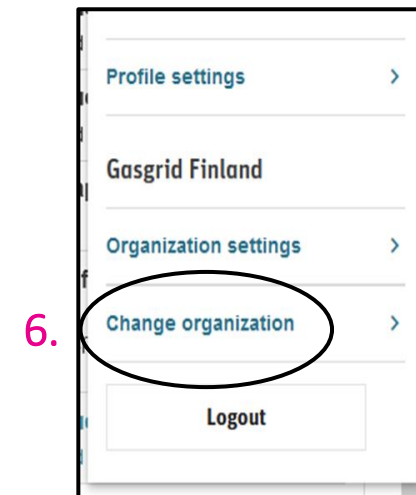 Profile settings
Gasgrid Finland
Organization settings
6. Change organization
Logout